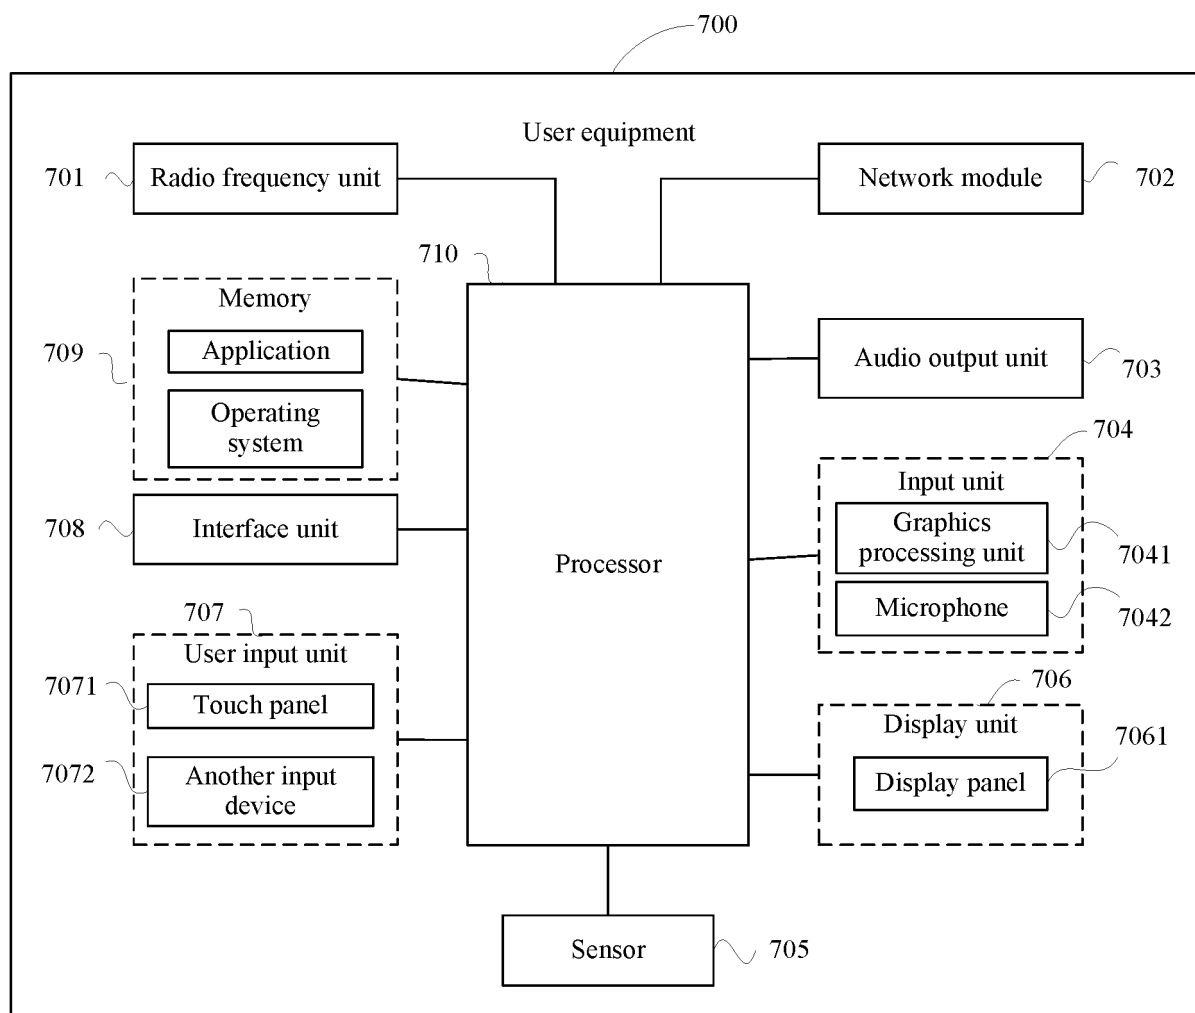 700
User equipment
701
Radio frequency unit
Network module
702
710
Memory
Application
Operating
system
709
Audio output unit
703
704
Input unit
Graphics
processing unit
7041
Microphone
7042
708
Interface unit
Processor
707
User input unit
7071
Touch panel
7072
Another input
device
706
Display unit
7061
Display panel
Sensor
705